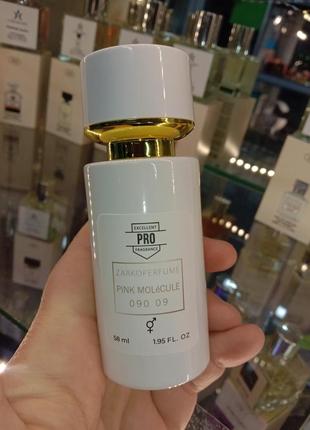 EXCELLENT
PRO
FRAGRANCE
ZARKOPERFUME
PINK MOLéCULE
090 09
58 ml 1.95 FL. OZ